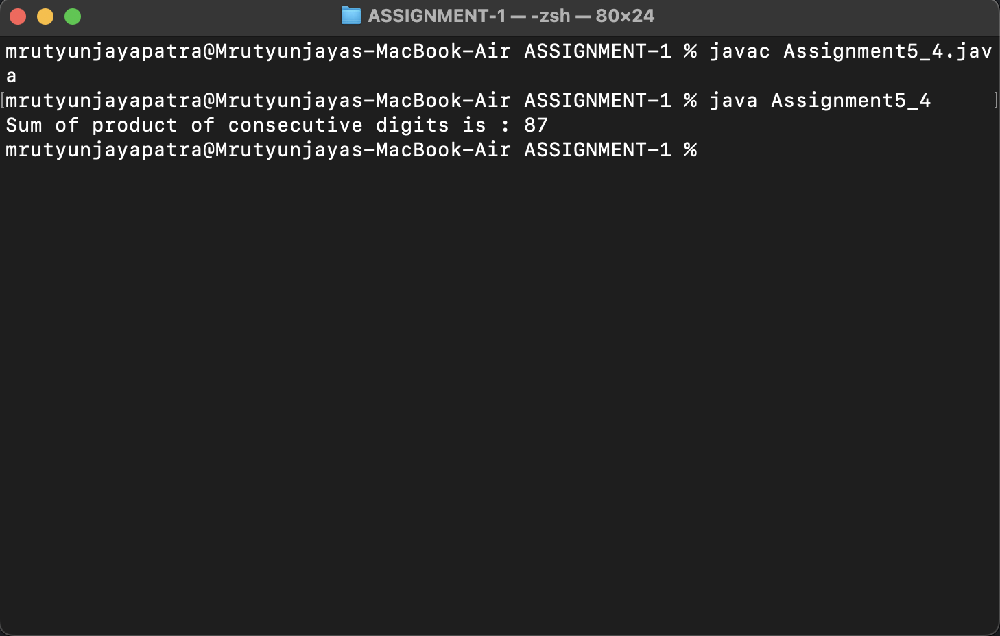 ASSIGNMENT-1 — -zsh — 80×24
mrutyunjayapatra@Mrutyunjayas-MacBook-Air ASSIGNMENT-1 % javac Assignment5_4.jav
a
[mrutyunjayapatra@Mrutyunjayas-MacBook-Air ASSIGNMENT-1 % java Assignment5_4 ]
Sum of product of consecutive digits is : 87
mrutyunjayapatra@Mrutyunjayas-MacBook-Air ASSIGNMENT-1 %